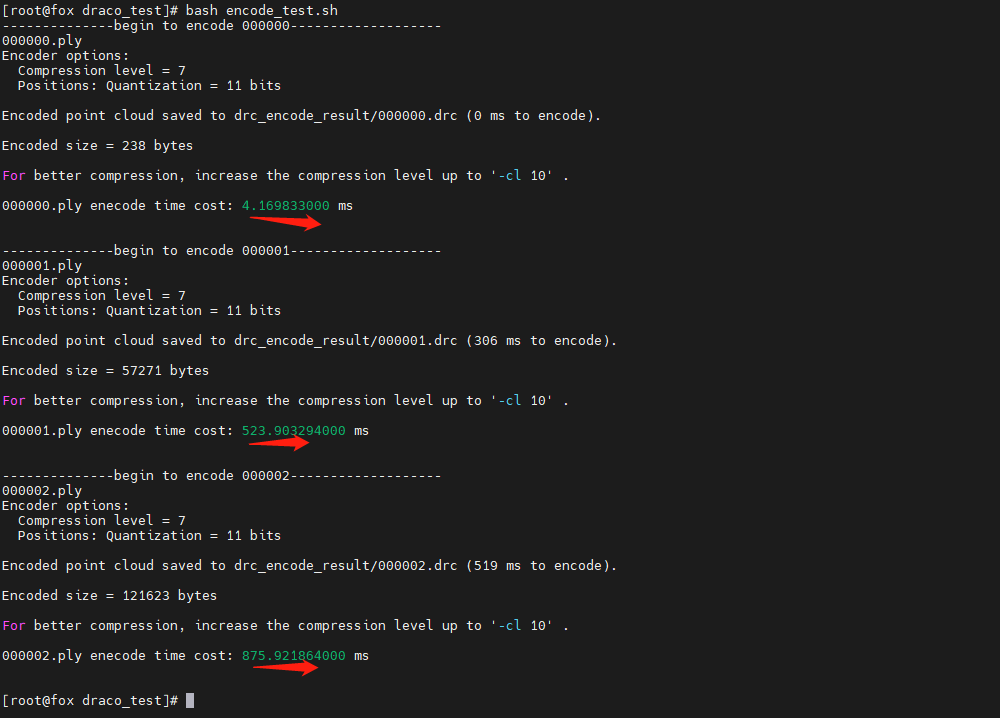 [root@fox draco_test]# bash encode_test.sh
--------------begin to encode 000000-------------------
000000.ply
Encoder options:
  Compression level = 7
  Positions: Quantization = 11 bits
Encoded point cloud saved to drc_encode_result/000000.drc (0 ms to encode).
Encoded size = 238 bytes
For better compression, increase the compression level up to '-cl 10' .
000000.ply enecode time cost: 4.169833000 ms
--------------begin to encode 000001-------------------
000001.ply
Encoder options:
  Compression level = 7
  Positions: Quantization = 11 bits
Encoded point cloud saved to drc_encode_result/000001.drc (306 ms to encode).
Encoded size = 57271 bytes
For better compression, increase the compression level up to '-cl 10' .
000001.ply enecode time cost: 523.903294000 ms
--------------begin to encode 000002-------------------
000002.ply
Encoder options:
  Compression level = 7
  Positions: Quantization = 11 bits
Encoded point cloud saved to drc_encode_result/000002.drc (519 ms to encode).
Encoded size = 121623 bytes
For better compression, increase the compression level up to '-cl 10' .
000002.ply enecode time cost: 875.921864000 ms
[root@fox draco_test]#